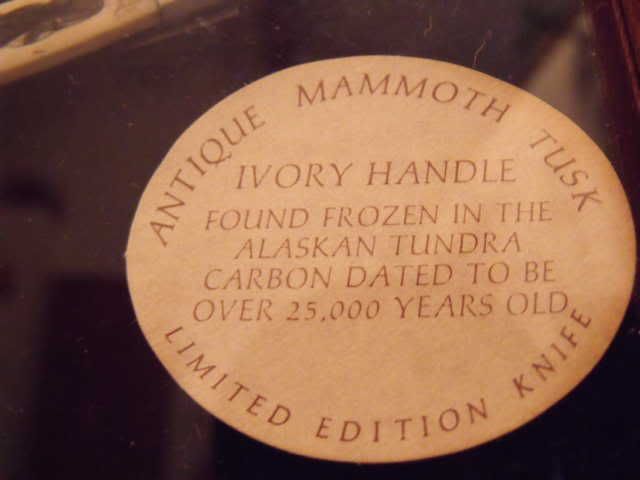 ANTIQUE MAMMOTH TUSK
IVORY HANDLE
FOUND FROZEN IN THE
ALASKAN TUNDRA
CARBON DATED TO BE
OVER 25,000 YEARS OLD
LIMITED EDITION KNIFE